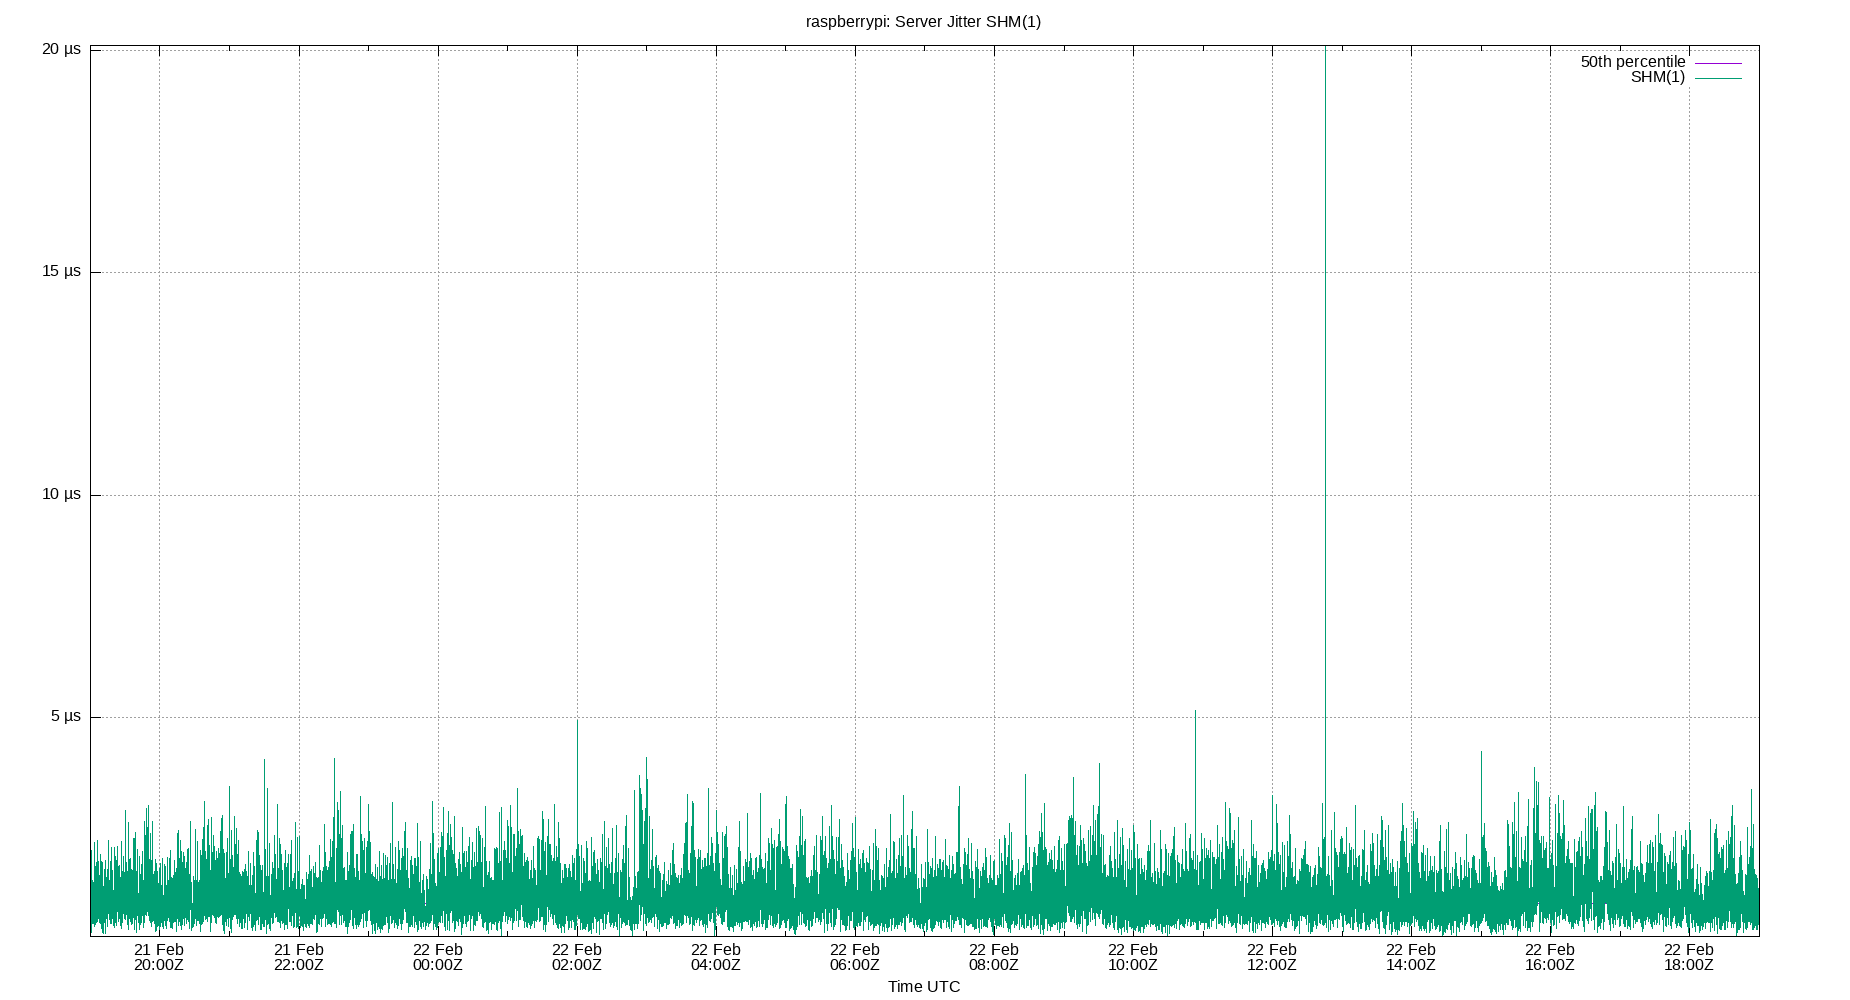 raspberrypi: Server Jitter SHM(1)
20 µs
50th percentile
SHM(1)
15 µs
10 µs
5 µs
21 Feb 21 Feb 22 Feb 22 Feb 22 Feb 22 Feb 22 Feb 22 Feb 22 Feb 22 Feb 22 Feb 22 Feb
20:00Z 22:00Z 00:00Z 02:00Z 04:00Z 06:00Z 08:00Z 10:00Z 12:00Z 14:00Z 16:00Z 18:00Z
Time UTC